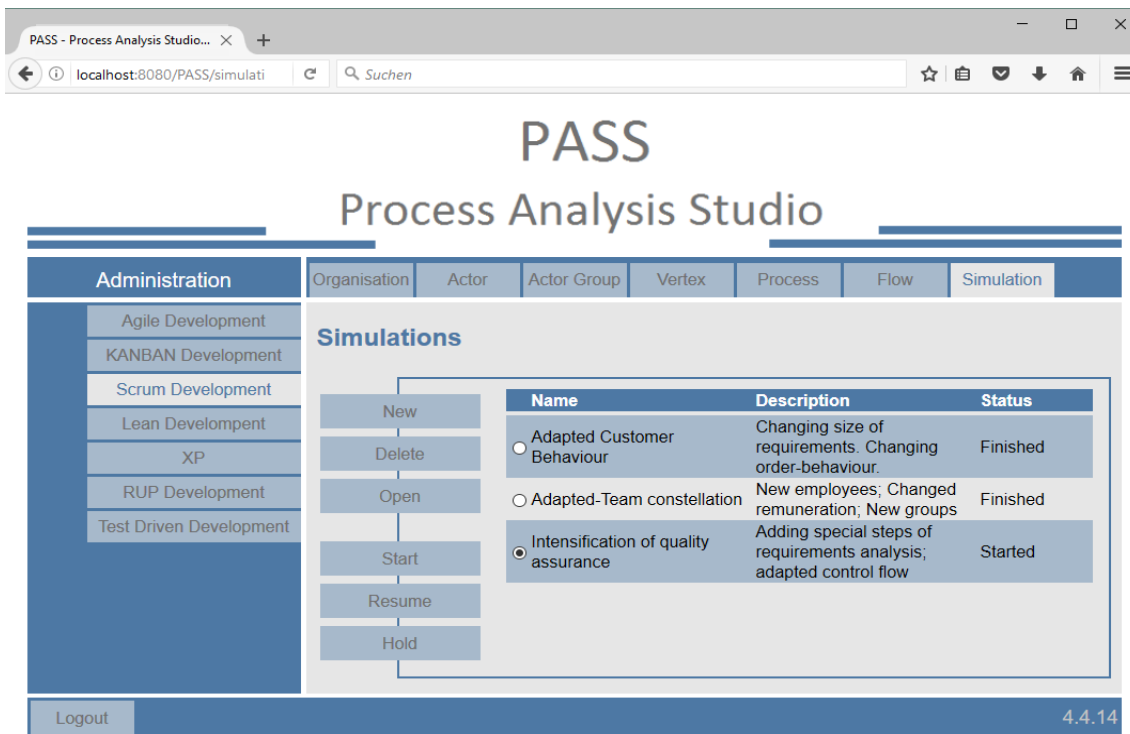 PASS - Process Analysis Studio...
localhost:8080/PASS/simulati
Suchen
PASS
Process Analysis Studio
Administration
Organisation
Actor
Actor Group
Vertex
Process
Flow
Simulation
Agile Development
KANBAN Development
Scrum Development
Lean Develompent
XP
RUP Development
Test Driven Development
Simulations
New
Delete
Open
Start
Resume
Hold
Name Description Status
Adapted Customer
Behaviour
Changing size of
requirements. Changing
order-behaviour.
Finished
Adapted-Team constellation
New employees; Changed
remuneration; New groups
Finished
Intensification of quality
assurance
Adding special steps of
requirements analysis;
adapted control flow
Started
Logout
4.4.14